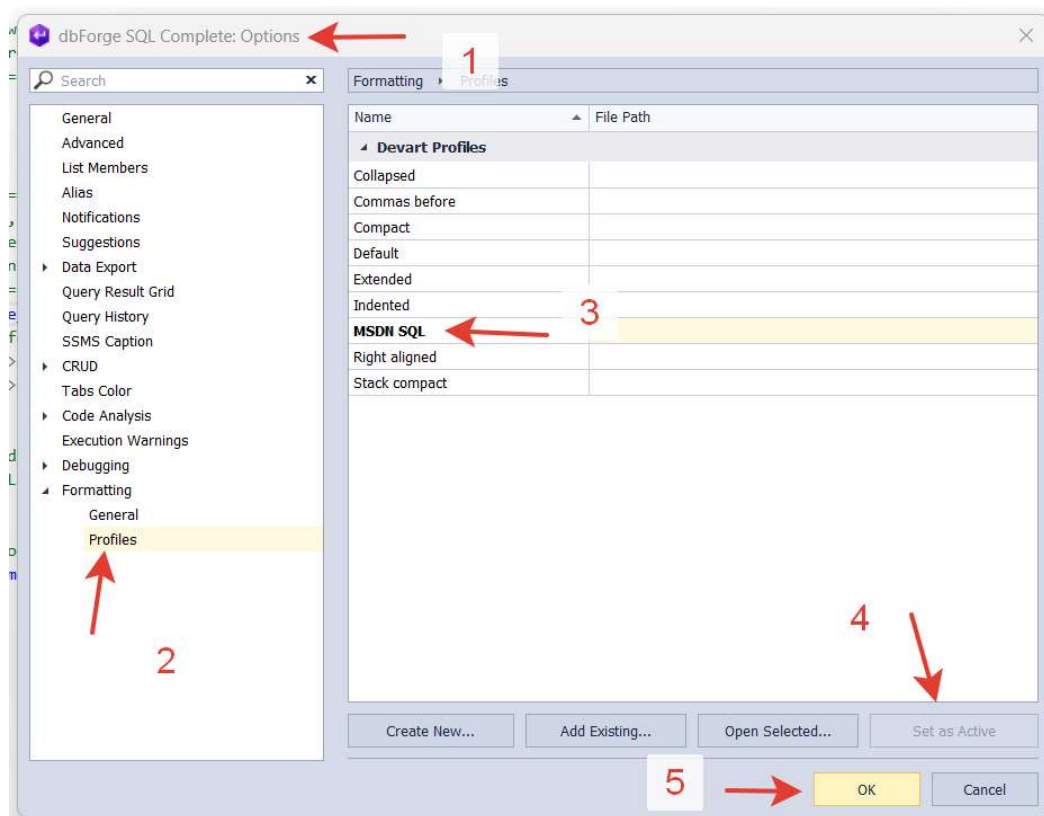 dbForge SQL Complete: Options
1
Search
Formatting Profiles
General
Advanced
List Members
Alias
Notifications
Suggestions
Data Export
Query Result Grid
Query History
SSMS Caption
CRUD
Tabs Color
Code Analysis
Execution Warnings
Debugging
Formatting
General
Profiles
2
Name File Path
Devart Profiles
Collapsed
Commas before
Compact
Default
Extended
Indented
3
MSDN SQL
Right aligned
Stack compact
4
Create New... Add Existing... Open Selected... Set as Active
5
OK Cancel